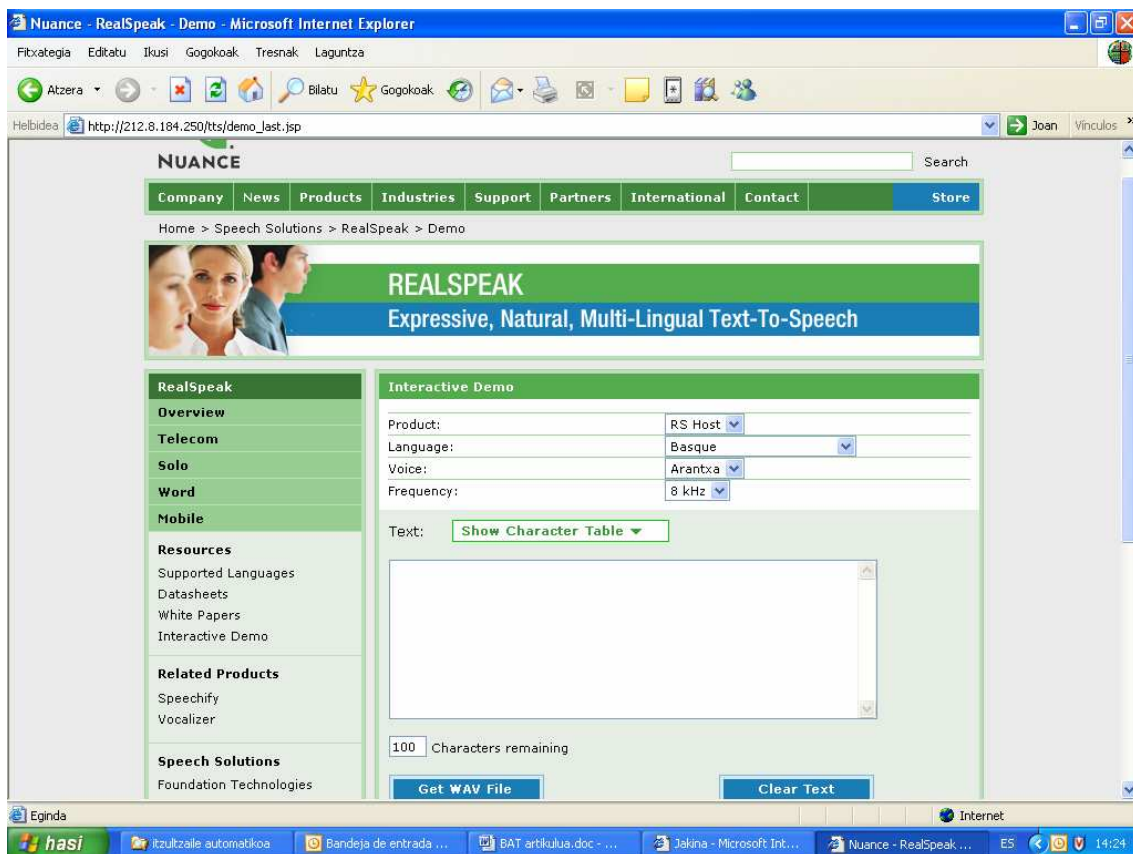 Nuance - RealSpeak - Demo - Microsoft Internet Explorer
Fitxategia Editatu Ikusi Gogokoak Tresnak Laguntza
Atzera Bilatu Gogokoak
Helbidea http://212.8.184.250/tts/demo_last.jsp Joan Vínculos »
NUANCE Search
Company News Products Industries Support Partners International Contact Store
Home > Speech Solutions > RealSpeak > Demo
REALSPEAK
Expressive, Natural, Multi-Lingual Text-To-Speech
RealSpeak
Overview
Telecom
Solo
Word
Mobile
Resources
Supported Languages
Datasheets
White Papers
Interactive Demo
Related Products
Speechify
Vocalizer
Speech Solutions
Foundation Technologies
Interactive Demo
Product: RS Host
Language: Basque
Voice: Arantxa
Frequency: 8 kHz
Text: Show Character Table
100 Characters remaining
Get WAV File Clear Text
Eginda Internet
hasi itzultzaile automatikoa Bandeja de entrada ... BAT artikulua.doc - ... Jakina - Microsoft Int... Nuance - RealSpeak ... ES 14:24